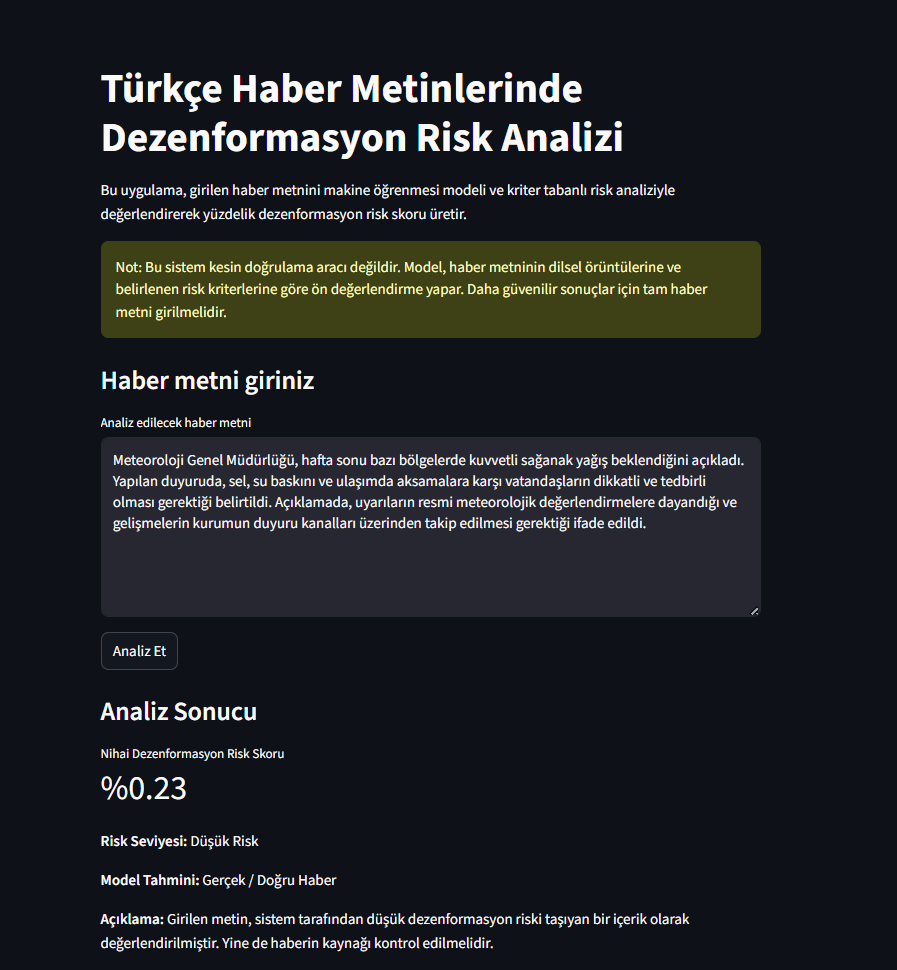 Türkçe Haber Metinlerinde
Dezenformasyon Risk Analizi
Bu uygulama, girilen haber metnini makine öğrenmesi modeli ve kriter tabanlı risk analiziyle
değerlendirerek yüzdelik dezenformasyon risk skoru üretir.
Not: Bu sistem kesin doğrulama aracı değildir. Model, haber metninin dilsel örüntülerine ve
belirlenen risk kriterlerine göre ön değerlendirme yapar. Daha güvenilir sonuçlar için tam haber
metni girilmelidir.
Haber metni giriniz
Analiz edilecek haber metni
Meteoroloji Genel Müdürlüğü, hafta sonu bazı bölgelerde kuvvetli sağanak yağış beklendiğini açıkladı.
Yapılan duyuruda, sel, su baskını ve ulaşımda aksamalara karşı vatandaşların dikkatli ve tedbirli
olması gerektiği belirtildi. Açıklamada, uyarıların resmi meteorolojik değerlendirmelere dayandığı ve
gelişmelerin kurumun duyuru kanalları üzerinden takip edilmesi gerektiği ifade edildi.
Analiz Et
Analiz Sonucu
Nihai Dezenformasyon Risk Skoru
%0.23
Risk Seviyesi: Düşük Risk
Model Tahmini: Gerçek / Doğru Haber
Açıklama: Girilen metin, sistem tarafından düşük dezenformasyon riski taşıyan bir içerik olarak
değerlendirilmiştir. Yine de haberin kaynağı kontrol edilmelidir.